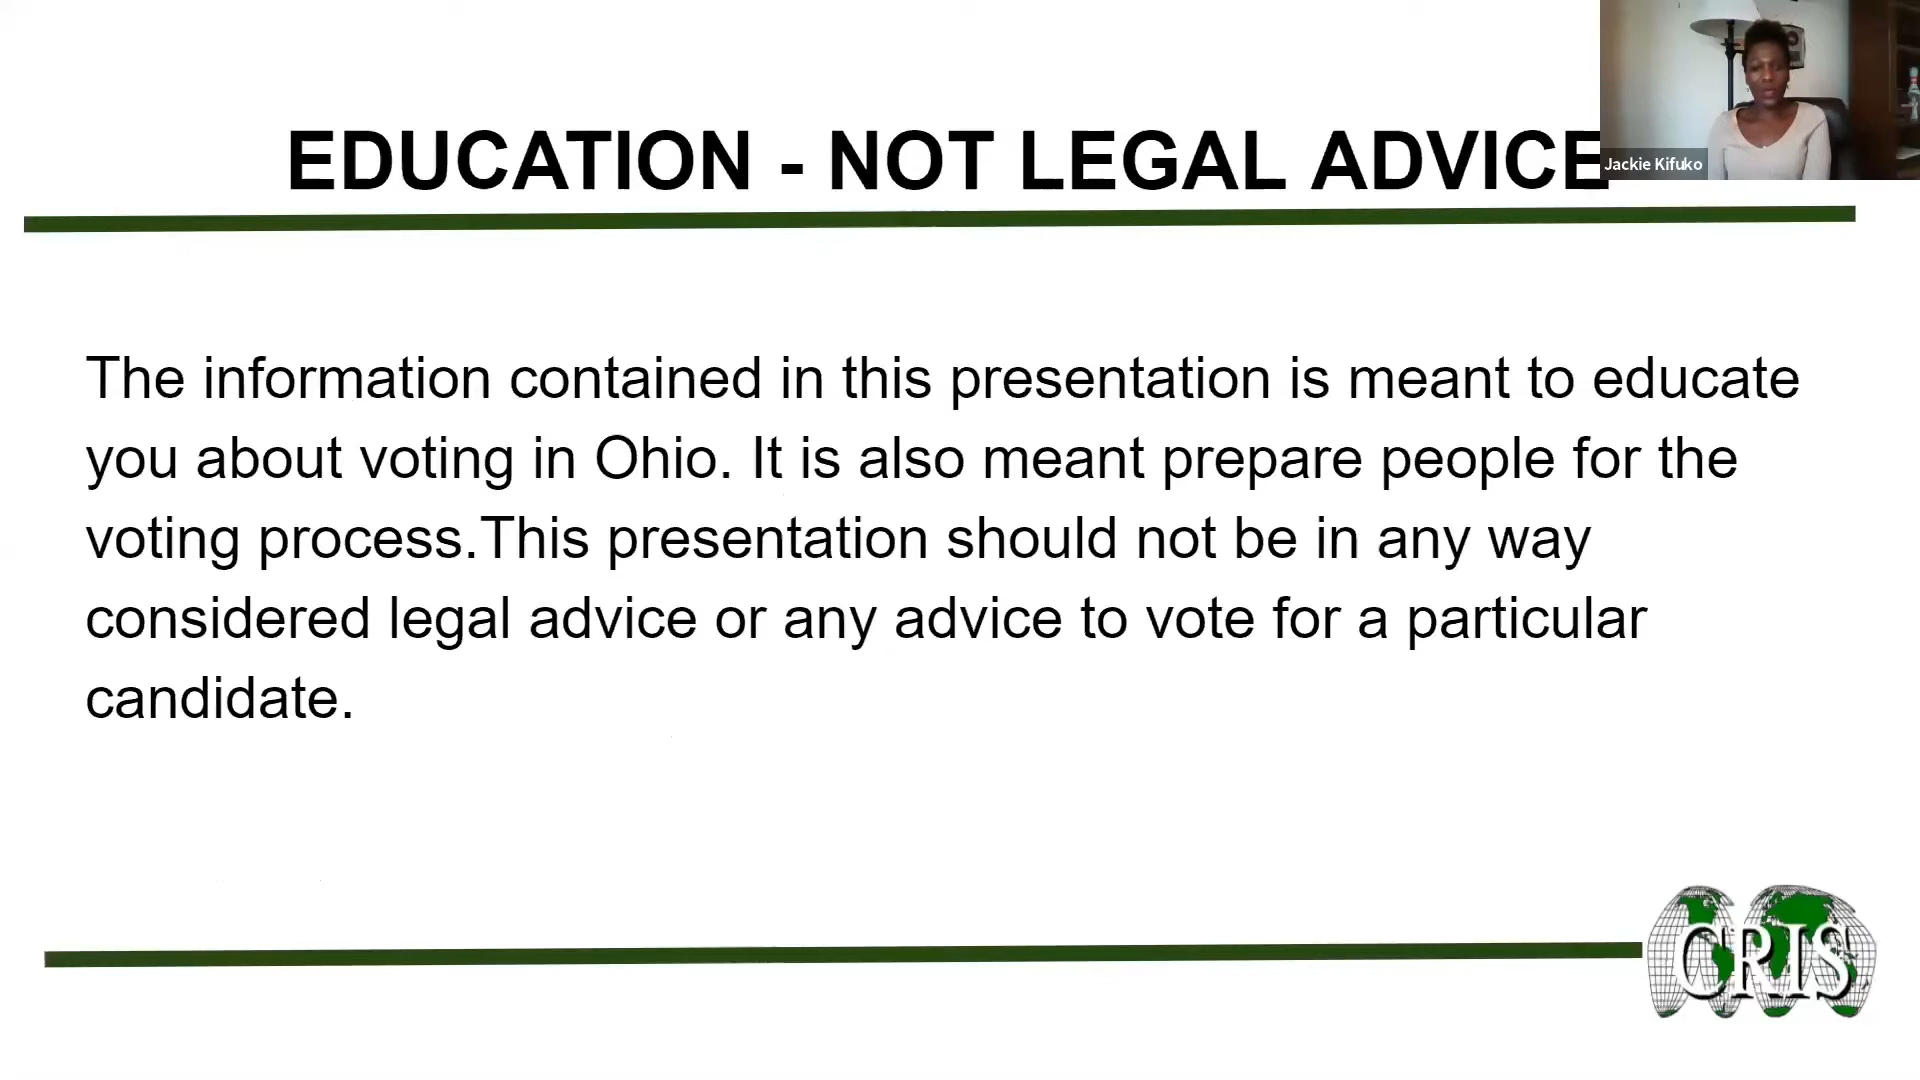 EDUCATION - NOT LEGAL ADVICE
Jackie Kifuko
The information contained in this presentation is meant to educate
you about voting in Ohio. It is also meant prepare people for the
voting process.This presentation should not be in any way
considered legal advice or any advice to vote for a particular
candidate.
CRIS